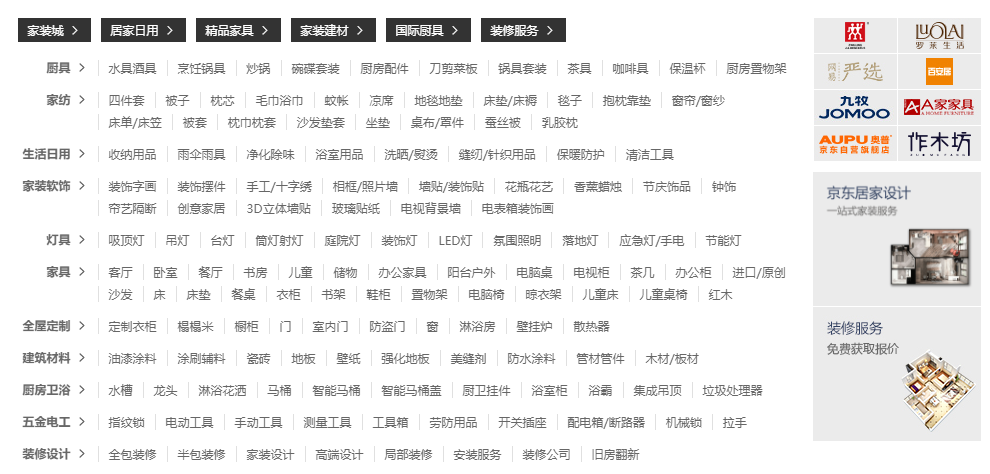 家装城 居家日用 精品家具 家装建材 国际厨具 装修服务
厨具 水具酒具 烹饪锅具 炒锅 碗碟套装 厨房配件 刀剪菜板 锅具套装 茶具 咖啡具 保温杯 厨房置物架
家纺 四件套 被子 枕芯 毛巾浴巾 蚊帐 凉席 地毯地垫 床垫/床褥 毯子 抱枕靠垫 窗帘/窗纱
床单/床笠 被套 枕巾枕套 沙发垫套 坐垫 桌布/罩件 蚕丝被 乳胶枕
生活日用 收纳用品 雨伞雨具 净化除味 浴室用品 洗晒/熨烫 缝纫/针织用品 保暖防护 清洁工具
家装软饰 装饰字画 装饰摆件 手工/十字绣 相框/照片墙 墙贴/装饰贴 花瓶花艺 香薰蜡烛 节庆饰品 钟饰
帘艺隔断 创意家居 3D立体墙贴 玻璃贴纸 电视背景墙 电表箱装饰画
灯具 吸顶灯 吊灯 台灯 筒灯射灯 庭院灯 装饰灯 LED灯 氛围照明 落地灯 应急灯/手电 节能灯
家具 客厅 卧室 餐厅 书房 儿童 储物 办公家具 阳台户外 电脑桌 电视柜 茶几 办公柜 进口/原创
沙发 床 床垫 餐桌 衣柜 书架 鞋柜 置物架 电脑椅 晾衣架 儿童床 儿童桌椅 红木
全屋定制 定制衣柜 榻榻米 橱柜 门 室内门 防盗门 窗 淋浴房 壁挂炉 散热器
建筑材料 油漆涂料 涂刷辅料 瓷砖 地板 壁纸 强化地板 美缝剂 防水涂料 管材管件 木材/板材
厨房卫浴 水槽 龙头 淋浴花洒 马桶 智能马桶 智能马桶盖 厨卫挂件 浴室柜 浴霸 集成吊顶 垃圾处理器
五金电工 指纹锁 电动工具 手动工具 测量工具 工具箱 劳防用品 开关插座 配电箱/断路器 机械锁 拉手
装修设计 全包装修 半包装修 家装设计 高端设计 局部装修 安装服务 装修公司 旧房翻新
LUOLAI
罗莱生活
网易严选
百安居
九牧
JOMOO
A家家具
A HOME FURNITURE
AUPU奥普
京东自营旗舰店
作木坊
ZUO MU FANG
京东居家设计
一站式家装服务
装修服务
免费获取报价